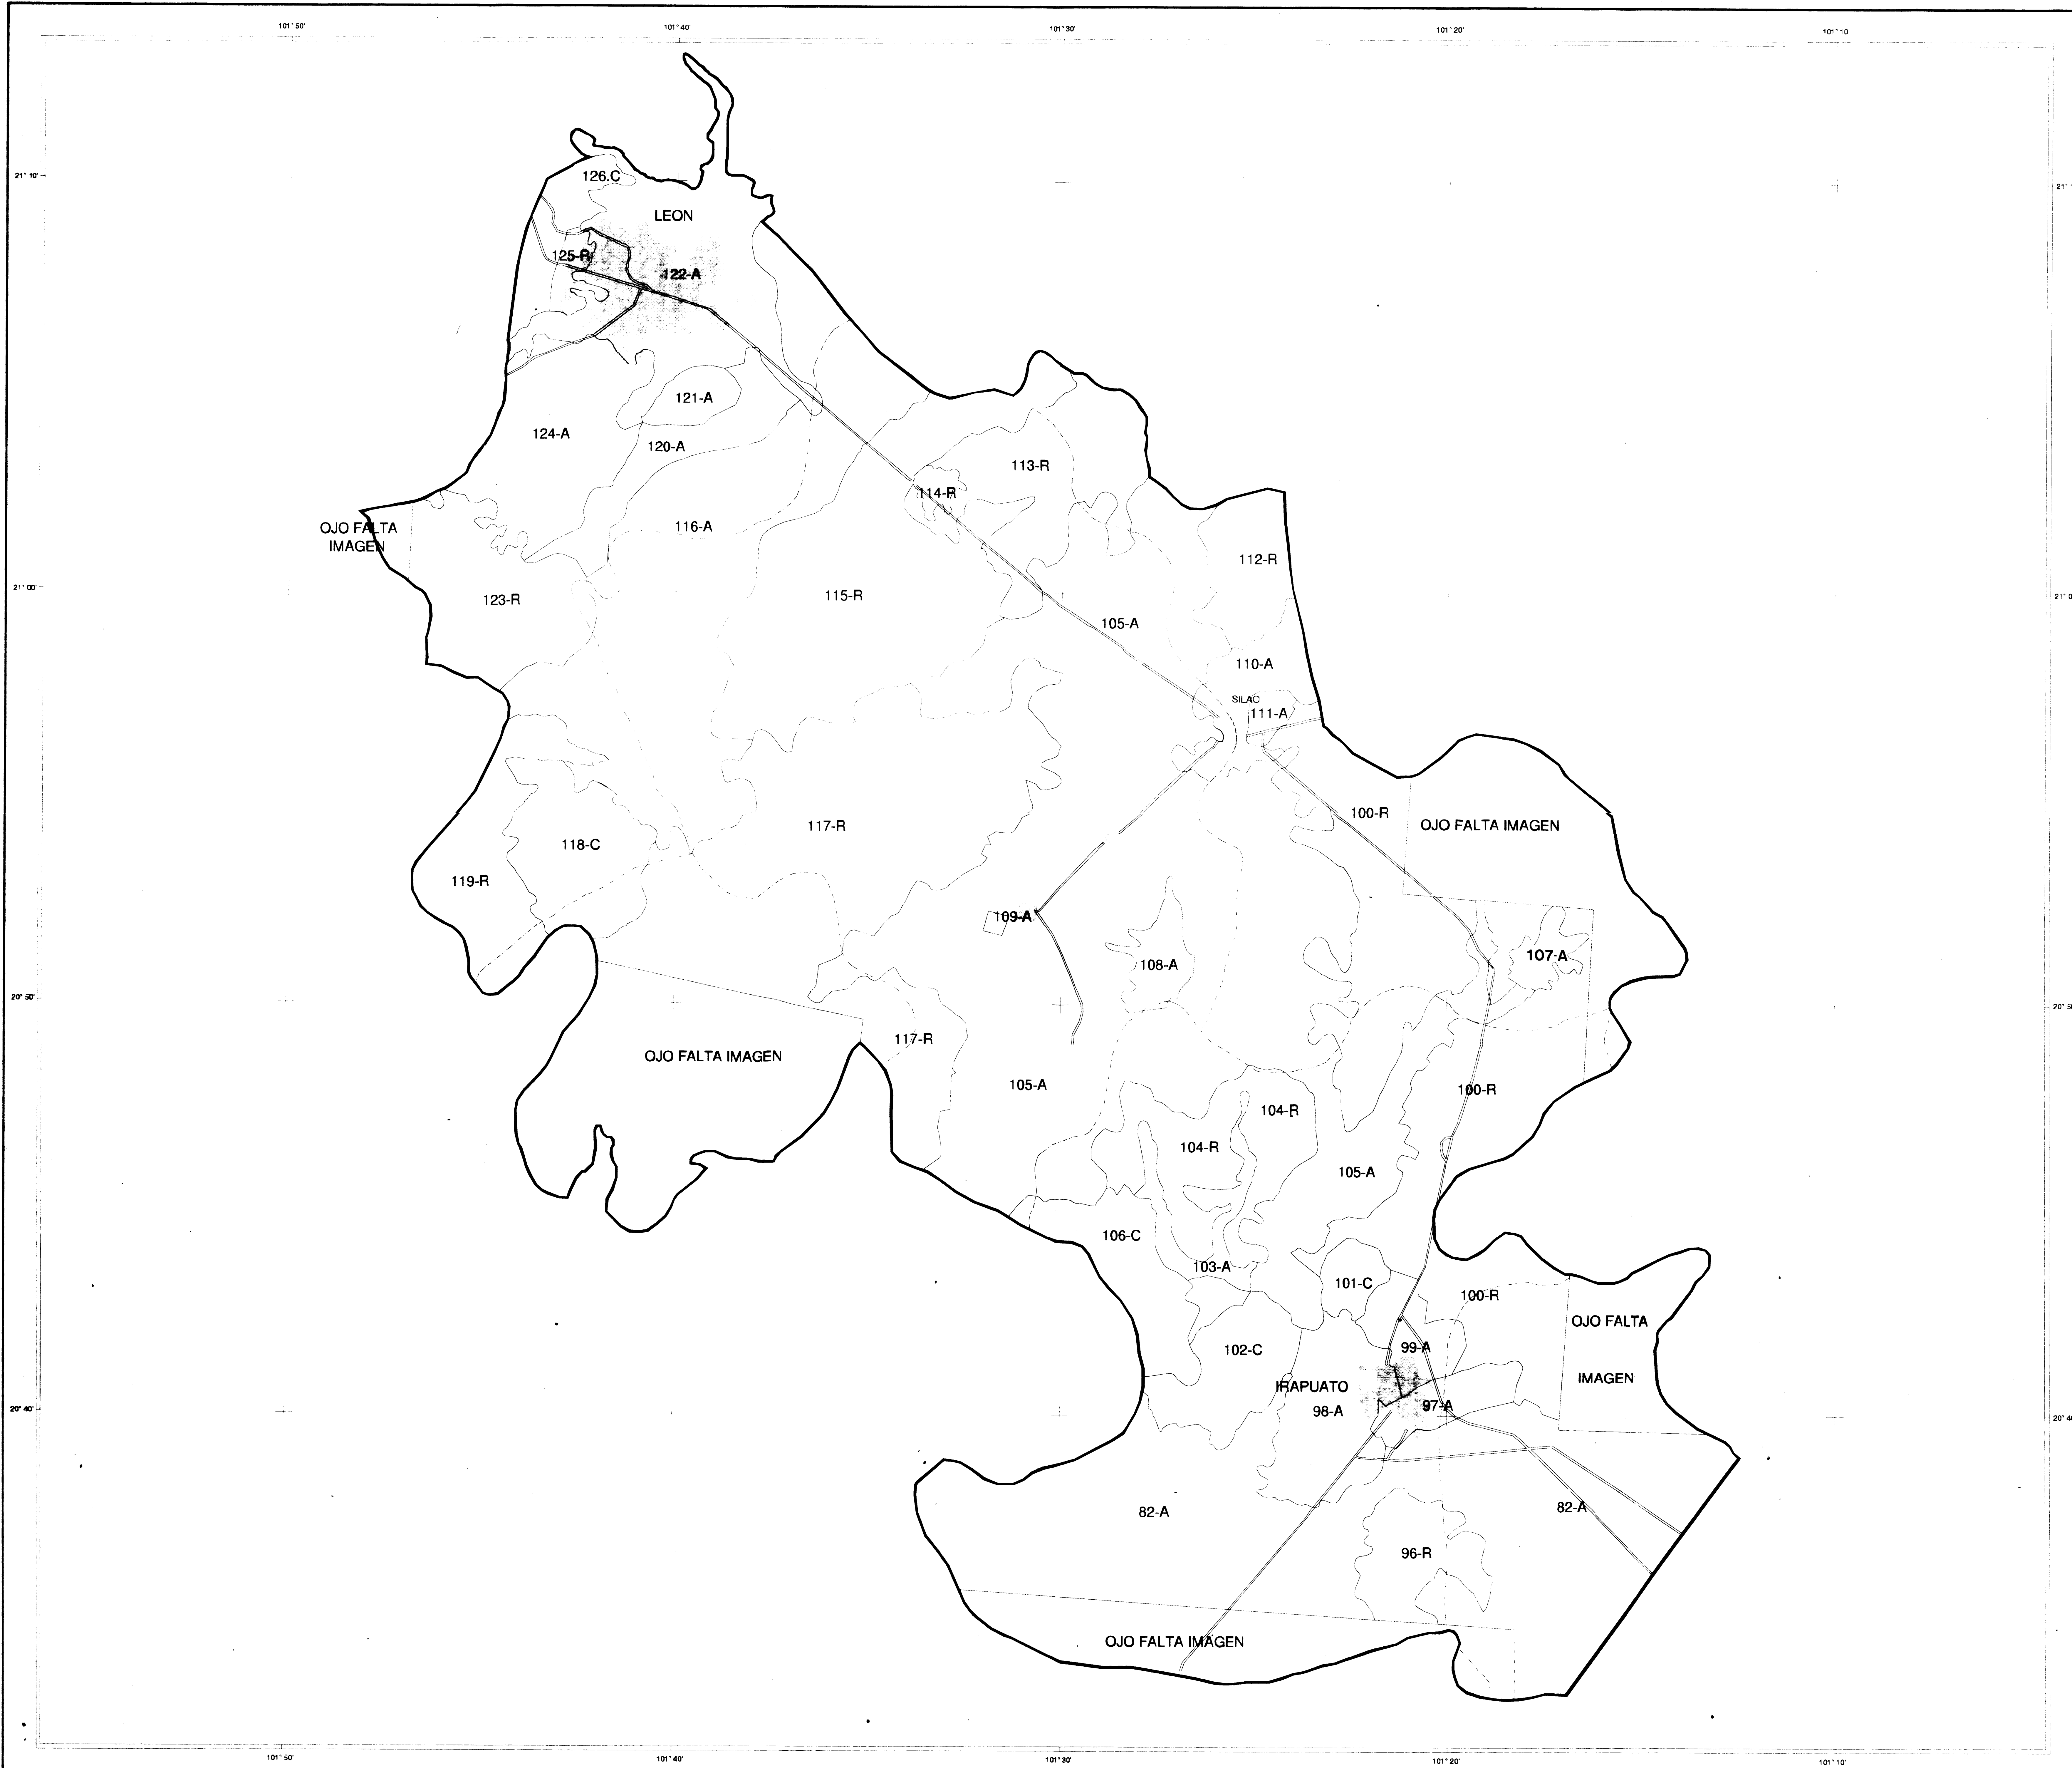 101° 50'
101° 40'
101° 30'
101° 20'
101° 10'
21° 10'
126.C
LEON
125-R
122-A
121-A
124-A
120-A
113-R
114-R
116-A
OJO FALTA
IMAGEN
112-R
21° 00'
123-R
115-R
105-A
110-A
SILAO
111-A
100-R
OJO FALTA IMAGEN
117-R
118-C
119-R
109-A
107-A
108-A
20° 50'
117-R
OJO FALTA IMAGEN
105-A
100-R
104-R
104-R
105-A
106-C
103-A
101-C
100-R
OJO FALTA
IMAGEN
99-A
102-C
IRAPUATO
98-A
97-A
20° 40'
82-A
82-A
96-R
OJO FALTA IMAGEN
101° 50'
101° 40'
101° 30'
101° 20'
101° 10'